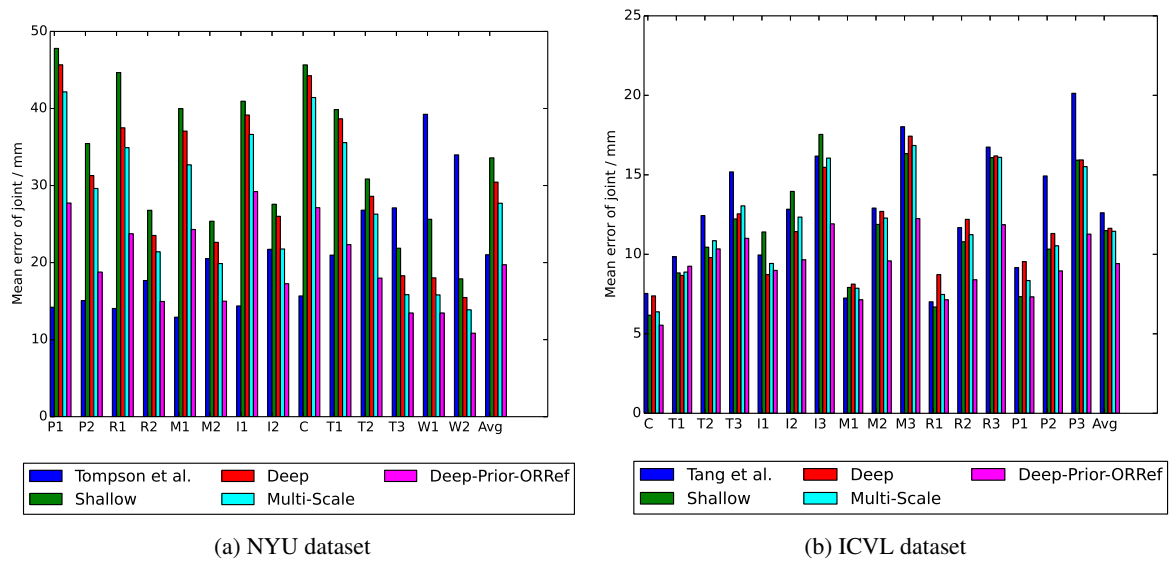 50
40
30
20
10
0
Mean error of joint / mm
P1 P2 R1 R2 M1 M2 I1 I2 C T1 T2 T3 W1 W2 Avg
Tompson et al. Deep Deep-Prior-ORRef
Shallow Multi-Scale
(a) NYU dataset
25
20
15
10
5
0
Mean error of joint / mm
C T1 T2 T3 I1 I2 I3 M1 M2 M3 R1 R2 R3 P1 P2 P3 Avg
Tang et al. Deep Deep-Prior-ORRef
Shallow Multi-Scale
(b) ICVL dataset